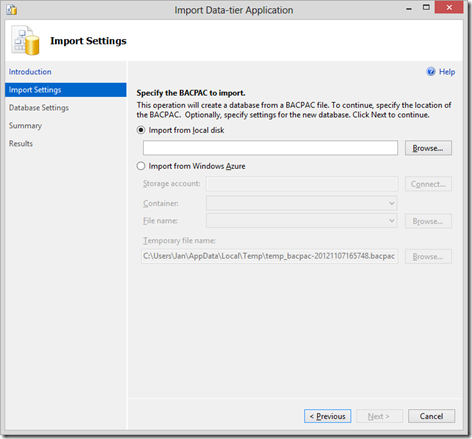 Import Data-tier Application
Import Settings
Introduction
Import Settings
Database Settings
Summary
Results
Help
Specify the BACPAC to import.
This operation will create a database from a BACPAC file. To continue, specify the location of
the BACPAC.  Optionally, specify settings for the new database. Click Next to continue.
Import from local disk
Browse...
Import from Windows Azure
Storage account:
Connect...
Container:
File name:
Browse...
Temporary file name:
C:\Users\Jan\AppData\Local\Temp\temp_bacpac-20121107165748.bacpac
Browse...
< Previous
Next >
Cancel